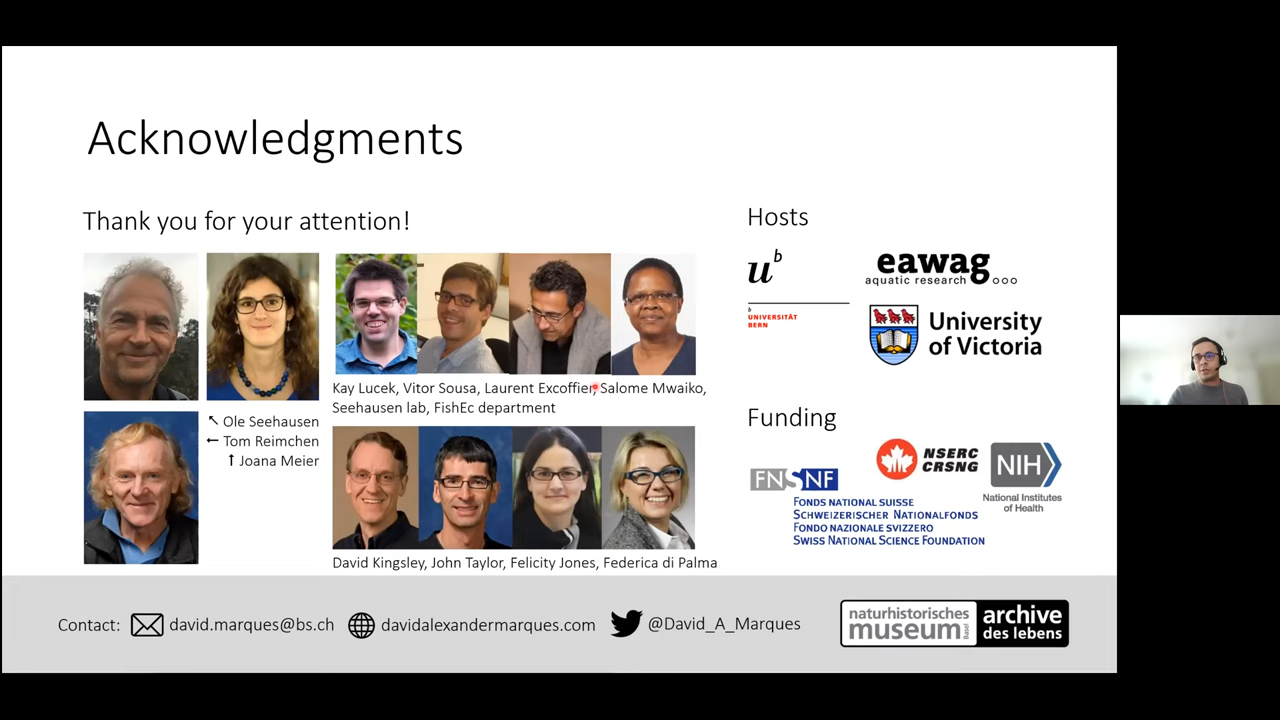 Acknowledgments
Thank you for your attention!
↖ Ole Seehausen
← Tom Reimchen
↑ Joana Meier
Kay Lucek, Vitor Sousa, Laurent Excoffier, Salome Mwaiko,
Seehausen lab, FishEc department
David Kingsley, John Taylor, Felicity Jones, Federica di Palma
Hosts
u^b
b
UNIVERSITÄT
BERN
eawag
aquatic research ooo
University
of Victoria
Funding
FNSNF
FONDS NATIONAL SUISSE
SCHWEIZERISCHER NATIONALFONDS
FONDO NAZIONALE SVIZZERO
SWISS NATIONAL SCIENCE FOUNDATION
NSERC
CRSNG
NIH
National Institutes
of Health
Contact: david.marques@bs.ch davidalexandermarques.com @David_A_Marques
naturhistorisches
museum basel
archive
des lebens